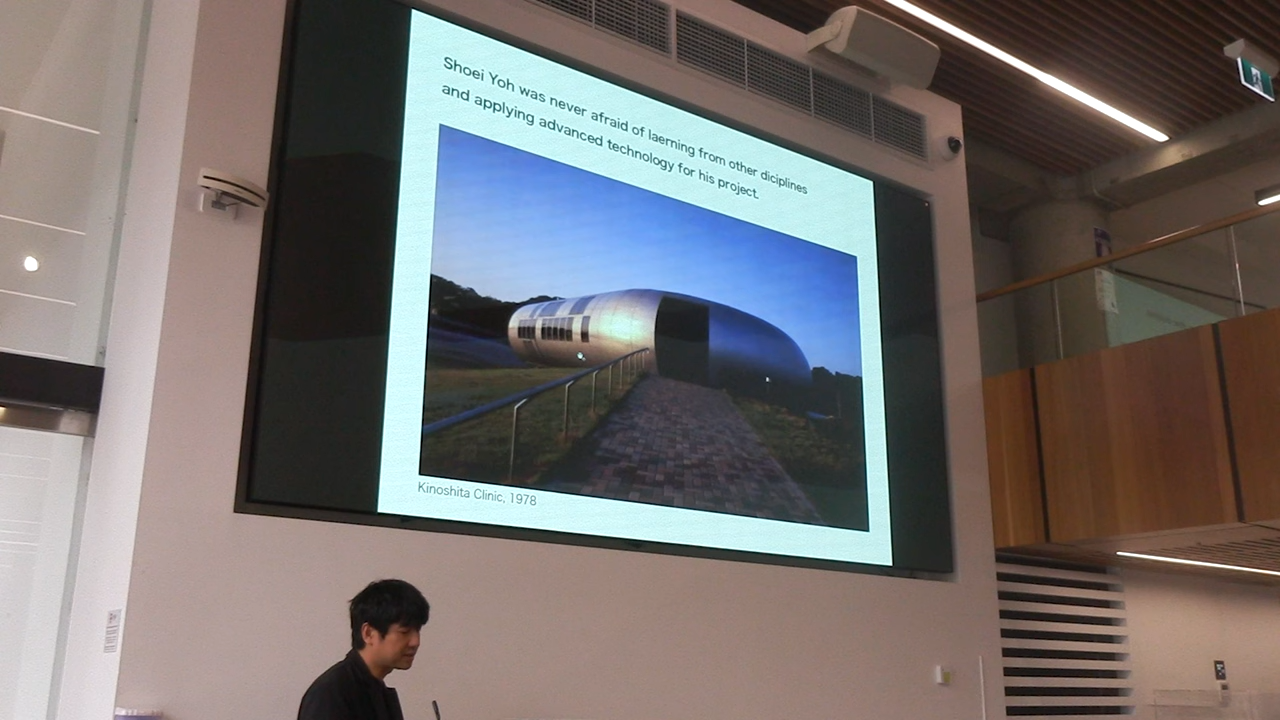 Shoei Yoh was never afraid of laerning from other diciplines
and applying advanced technology for his project.
Kinoshita Clinic, 1978